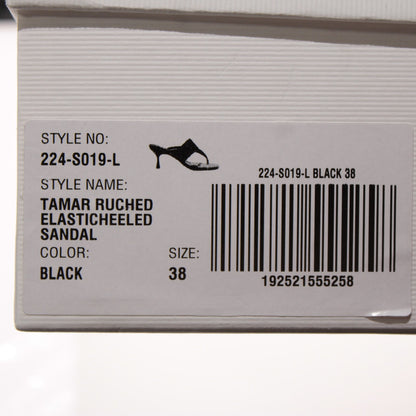 STYLE NO:
224-S019-L
STYLE NAME:
TAMAR RUCHED
ELASTICHEELED
SANDAL
COLOR: SIZE:
BLACK 38
224-S019-L BLACK 38
192521555258